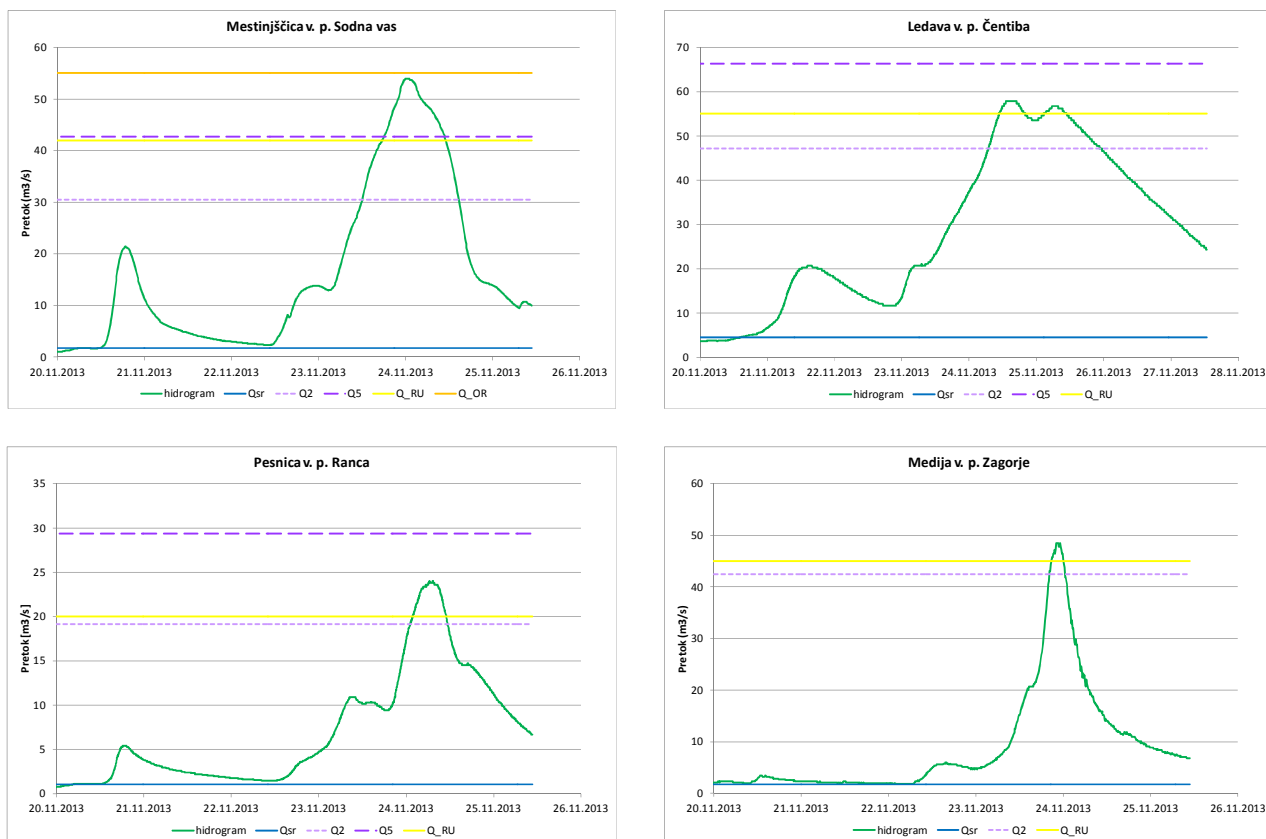 Mestinjščica v. p. Sodna vas
60
50
40
30
20
10
0
Pretok (m3/s)
20.11.2013 21.11.2013 22.11.2013 23.11.2013 24.11.2013 25.11.2013 26.11.2013
hidrogram Qsr Q2 Q5 Q_RU Q_OR
Ledava v. p. Čentiba
70
60
50
40
30
20
10
0
20.11.2013 21.11.2013 22.11.2013 23.11.2013 24.11.2013 25.11.2013 26.11.2013 27.11.2013 28.11.2013
hidrogram Qsr Q2 Q5 Q_RU
Pesnica v. p. Ranca
35
30
25
20
15
10
5
0
Pretok [m3/s]
20.11.2013 21.11.2013 22.11.2013 23.11.2013 24.11.2013 25.11.2013 26.11.2013
hidrogram Qsr Q2 Q5 Q_RU
Medija v. p. Zagorje
60
50
40
30
20
10
0
Pretok (m3/s)
20.11.2013 21.11.2013 22.11.2013 23.11.2013 24.11.2013 25.11.2013 26.11.2013
hidrogram Qsr Q2 Q_RU